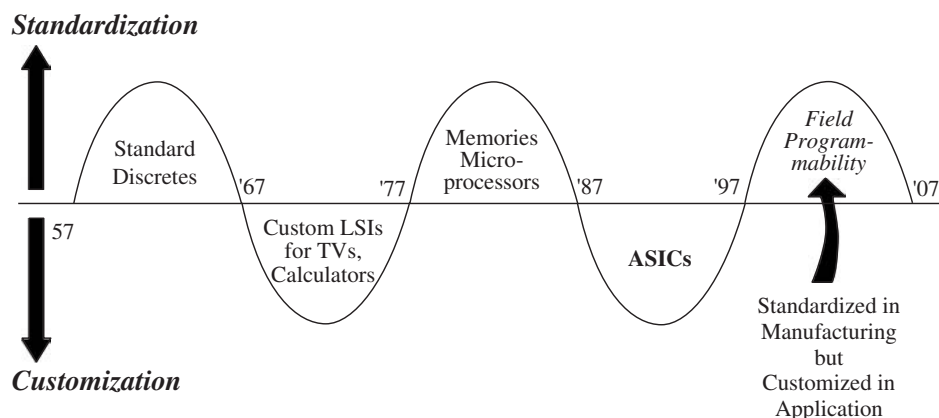 Standardization
Standard
Discretes
Memories
Micro-
processors
Field
Program-
mability
'67
'77
'87
'97
'07
57
Custom LSIs
for TVs,
Calculators
ASICs
Standardized in
Manufacturing
but
Customized in
Application
Customization